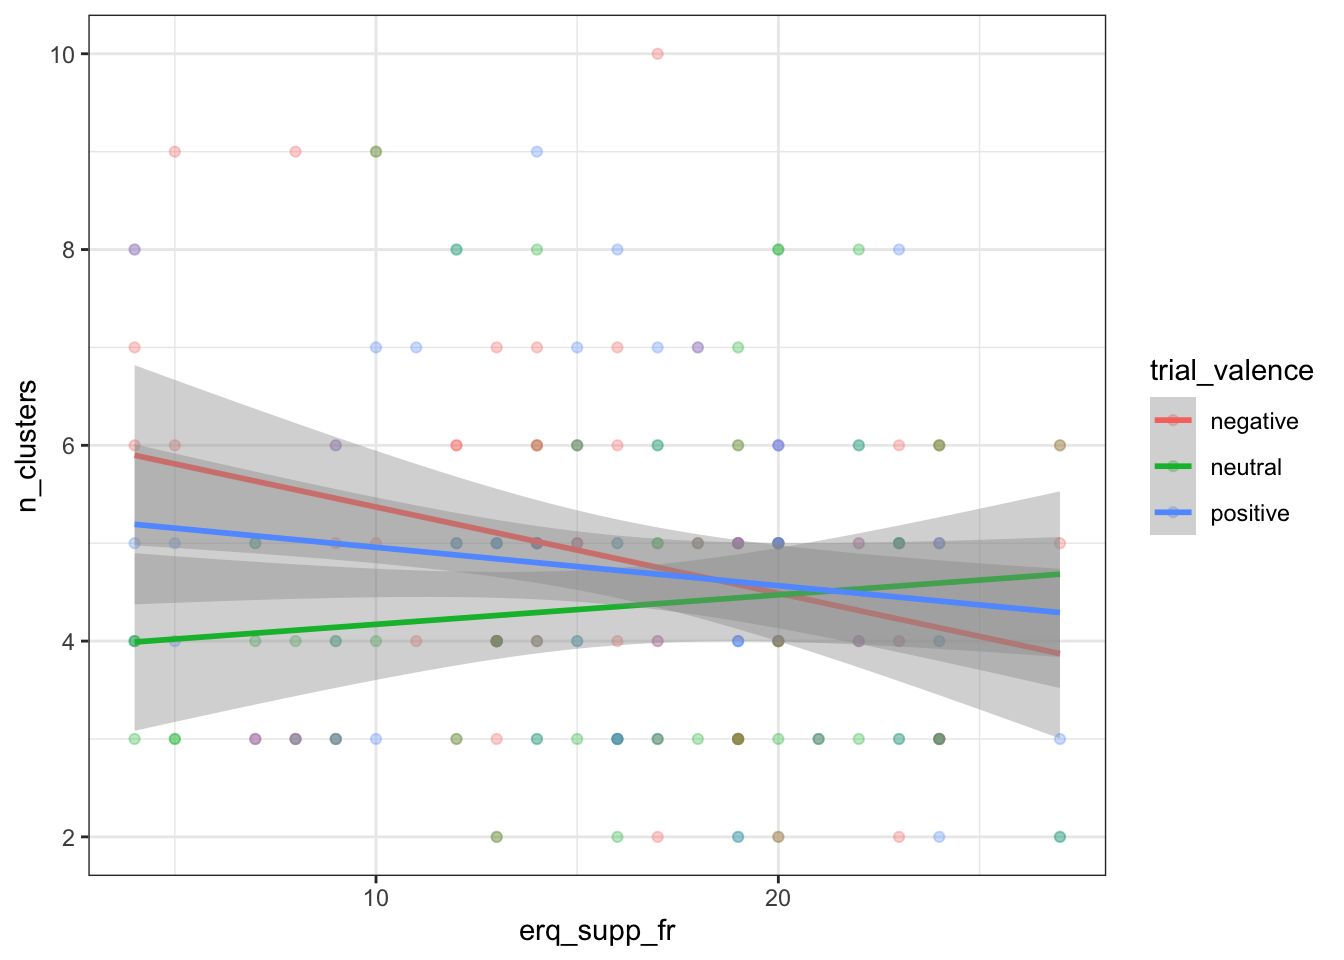 10
8
6
4
2
n_clusters
10
20
erq_supp_fr
trial_valence
negative
neutral
positive